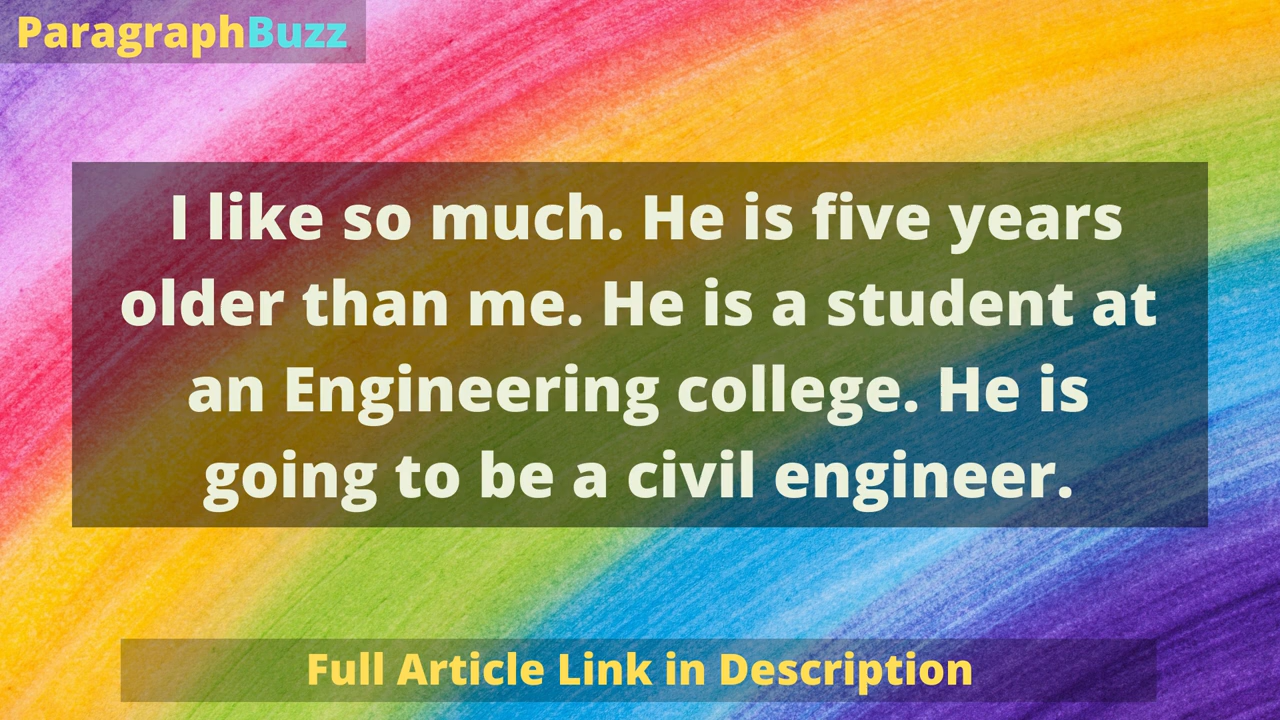 ParagraphBuzz
I like so much. He is five years
older than me. He is a student at
an Engineering college. He is
going to be a civil engineer.
Full Article Link in Description